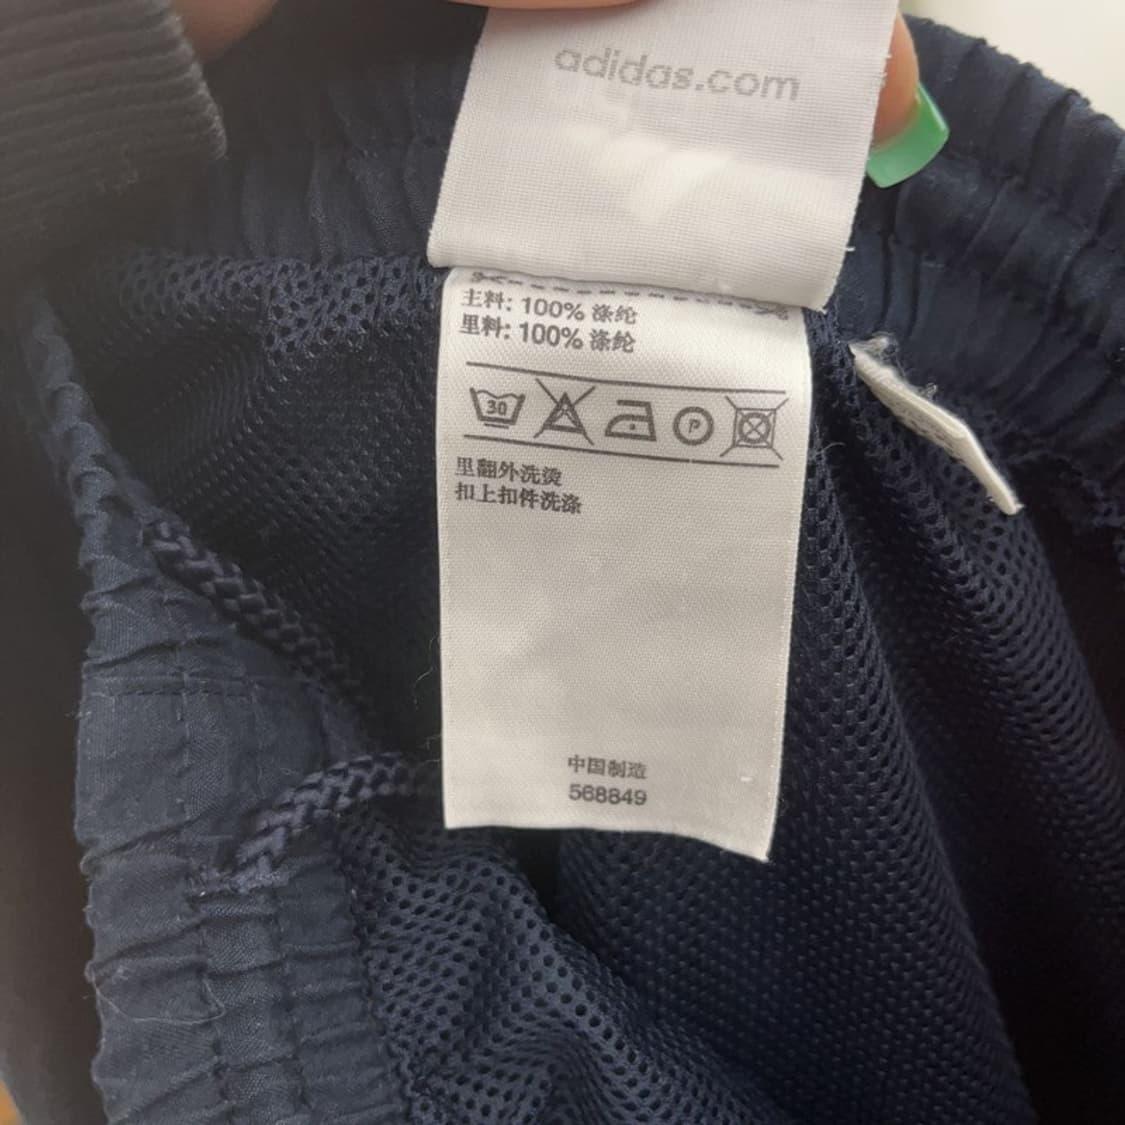 adidas.com
主料: 100% 涤纶
里料: 100% 涤纶
30 P
里翻外洗烫
扣上扣件洗涤
中国制造
568849